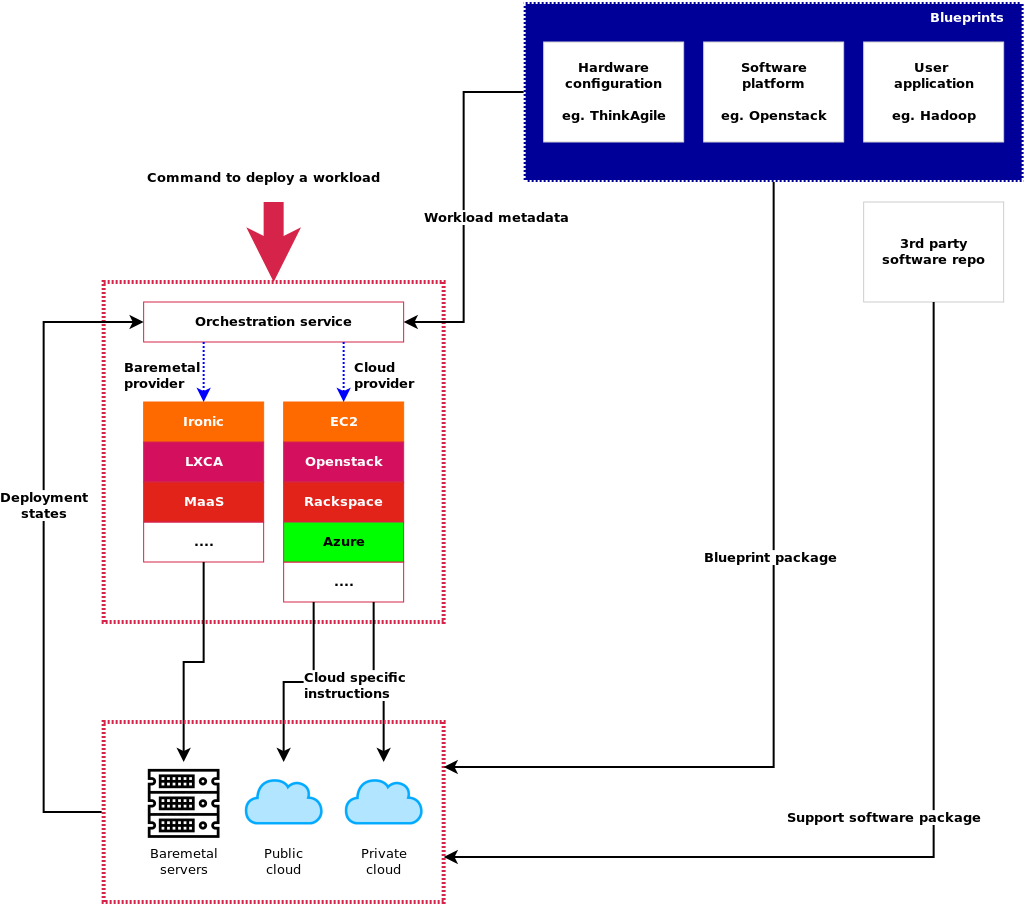 Blueprints
Hardware
configuration
eg. ThinkAgile
Software
platform
eg. Openstack
User
application
eg. Hadoop
Command to deploy a workload
Workload metadata
3rd party
software repo
Orchestration service
Baremetal
provider
Cloud
provider
Ironic
LXCA
MaaS
....
EC2
Openstack
Rackspace
Azure
....
Deployment
states
Blueprint package
Cloud specific
instructions
Support software package
Baremetal
servers
Public
cloud
Private
cloud